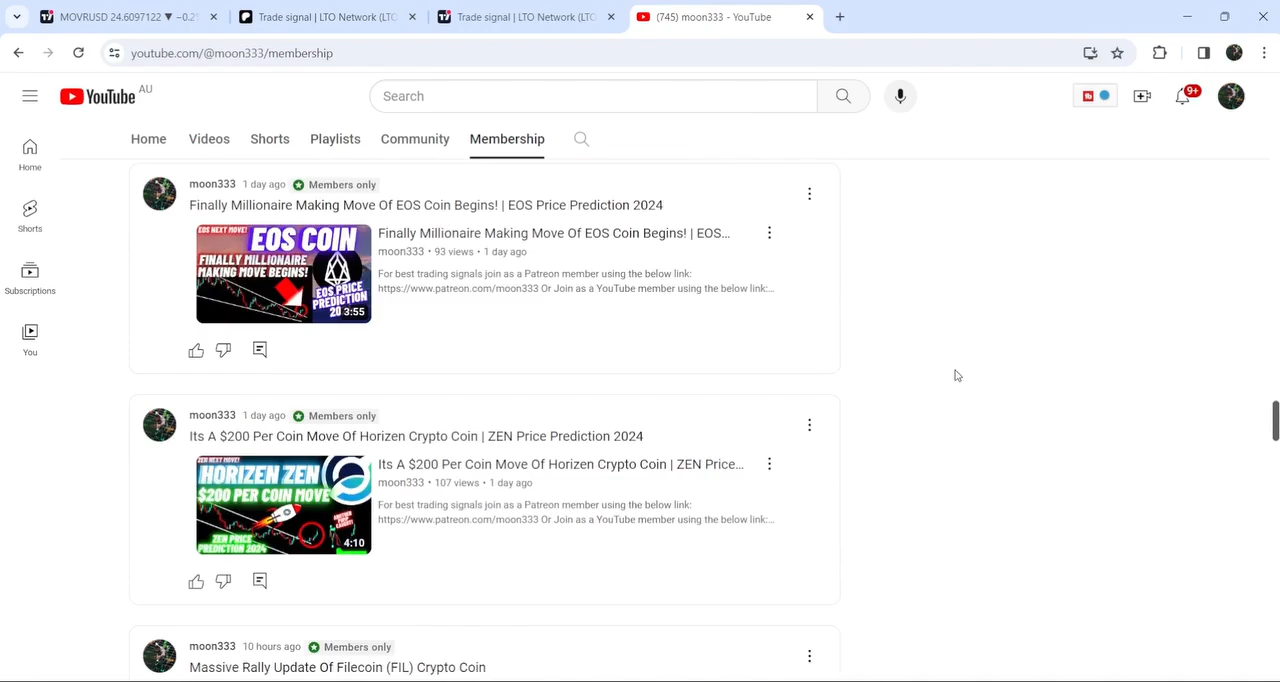 MOVRUSD 24.6097122 ▼ −0.2
Trade signal | LTO Network (LTO
Trade signal | LTO Network (LTO
(745) moon333 - YouTube
youtube.com/@moon333/membership
YouTube AU
Search
9+
Home Videos Shorts Playlists Community Membership
Home
Shorts
Subscriptions
You
moon333 1 day ago Members only
Finally Millionaire Making Move Of EOS Coin Begins! | EOS Price Prediction 2024
EOS NEXT MOVE!
EOS COIN
FINALLY MILLIONAIRE
MAKING MOVE BEGINS!
EOS PRICE
PREDICTION
20
3:55
Finally Millionaire Making Move Of EOS Coin Begins! | EOS...
moon333 • 93 views • 1 day ago
For best trading signals join as a Patreon member using the below link:
https://www.patreon.com/moon333 Or Join as a YouTube member using the below link:...
moon333 1 day ago Members only
Its A $200 Per Coin Move Of Horizen Crypto Coin | ZEN Price Prediction 2024
ZEN NEXT MOVE!
HORIZEN ZEN
$200 PER COIN MOVE
ZEN PRICE
PREDICTION 2024
4:10
Its A $200 Per Coin Move Of Horizen Crypto Coin | ZEN Price...
moon333 • 107 views • 1 day ago
For best trading signals join as a Patreon member using the below link:
https://www.patreon.com/moon333 Or Join as a YouTube member using the below link:...
moon333 10 hours ago Members only
Massive Rally Update Of Filecoin (FIL) Crypto Coin